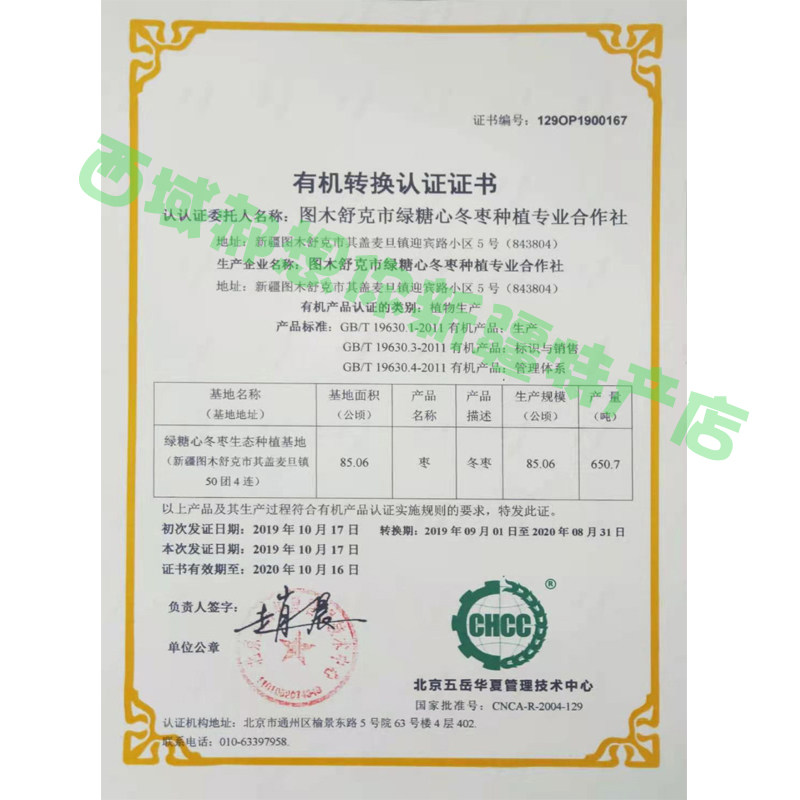 证书编号：129OP1900167
有机转换认证证书
认认证委托人名称：图木舒克市绿糖心冬枣种植专业合作社
地址：新疆图木舒克市其盖麦旦镇迎宾路小区5号（843804）
生产企业名称：图木舒克市绿糖心冬枣种植专业合作社
地址：新疆图木舒克市其盖麦旦镇迎宾路小区5号（843804）
有机产品认证的类别：植物生产
产品标准：GB/T 19630.1-2011 有机产品：生产
GB/T 19630.3-2011 有机产品：标识与销售
GB/T 19630.4-2011 有机产品：管理体系
基地名称 基地面积 产品 产品 生产规模 产 量
（基地地址） （公顷） 名称 描述 （公顷） （吨）
绿糖心冬枣生态种植基地
（新疆图木舒克市其盖麦旦镇 85.06 枣 冬枣 85.06 650.7
50团4连）
以上产品及其生产过程符合有机产品认证实施规则的要求，特发此证。
初次发证日期：2019年10月17日 转换期：2019年09月01日至2020年08月31日
本次发证日期：2019年10月17日
证书有效期至：2020年10月16日
负责人签字：
单位公章
CHCC
®
北京五岳华夏管理技术中心
国家批准号：CNCA-R-2004-129
认证机构地址：北京市通州区榆景东路5号院63号楼4层402.
联系电话：010-63397958.
西域都想你新疆特产店